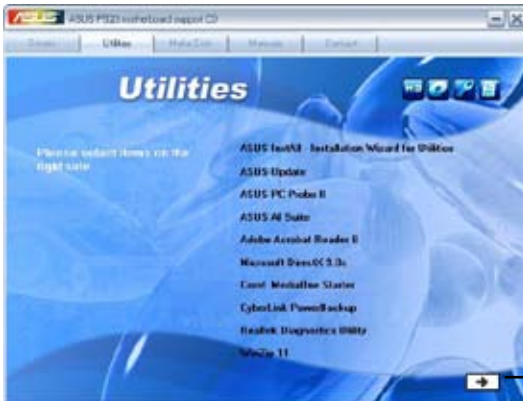 ASUS
motherboard support CD
Drivers
Utilities
Make Disk
Manuals
Contact
Utilities
Please select items on the
right side
ASUS InstAll - Installation Wizard for Utilities
ASUS Update
ASUS PC Probe II
ASUS AI Suite
Adobe Acrobat Reader 8
Microsoft DirectX 9.0c
Corel MediaOne Starter
CyberLink PowerBackup
Realtek Diagnostics Utility
WinZip 11